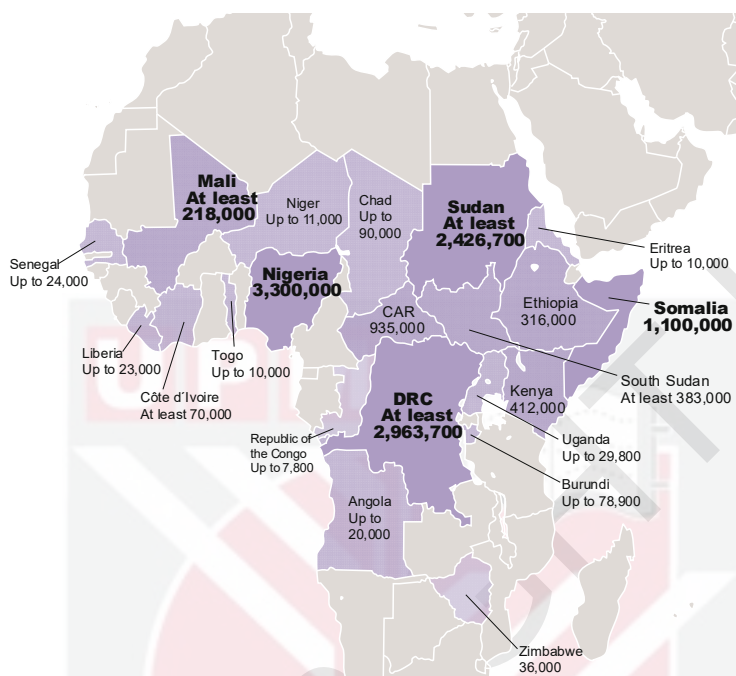 Mali
At least
218,000
Niger
Up to 11,000
Chad
Up to
90,000
Sudan
At least
2,426,700
Eritrea
Up to 10,000
Senegal
Up to 24,000
Nigeria
3,300,000
Ethiopia
316,000
Somalia
1,100,000
CAR
935,000
Liberia
Up to 23,000
Togo
Up to 10,000
Côte d’Ivoire
At least 70,000
South Sudan
At least 383,000
DRC
At least
2,963,700
Kenya
412,000
Republic of
the Congo
Up to 7,800
Uganda
Up to 29,800
Burundi
Up to 78,900
Angola
Up to
20,000
Zimbabwe
36,000